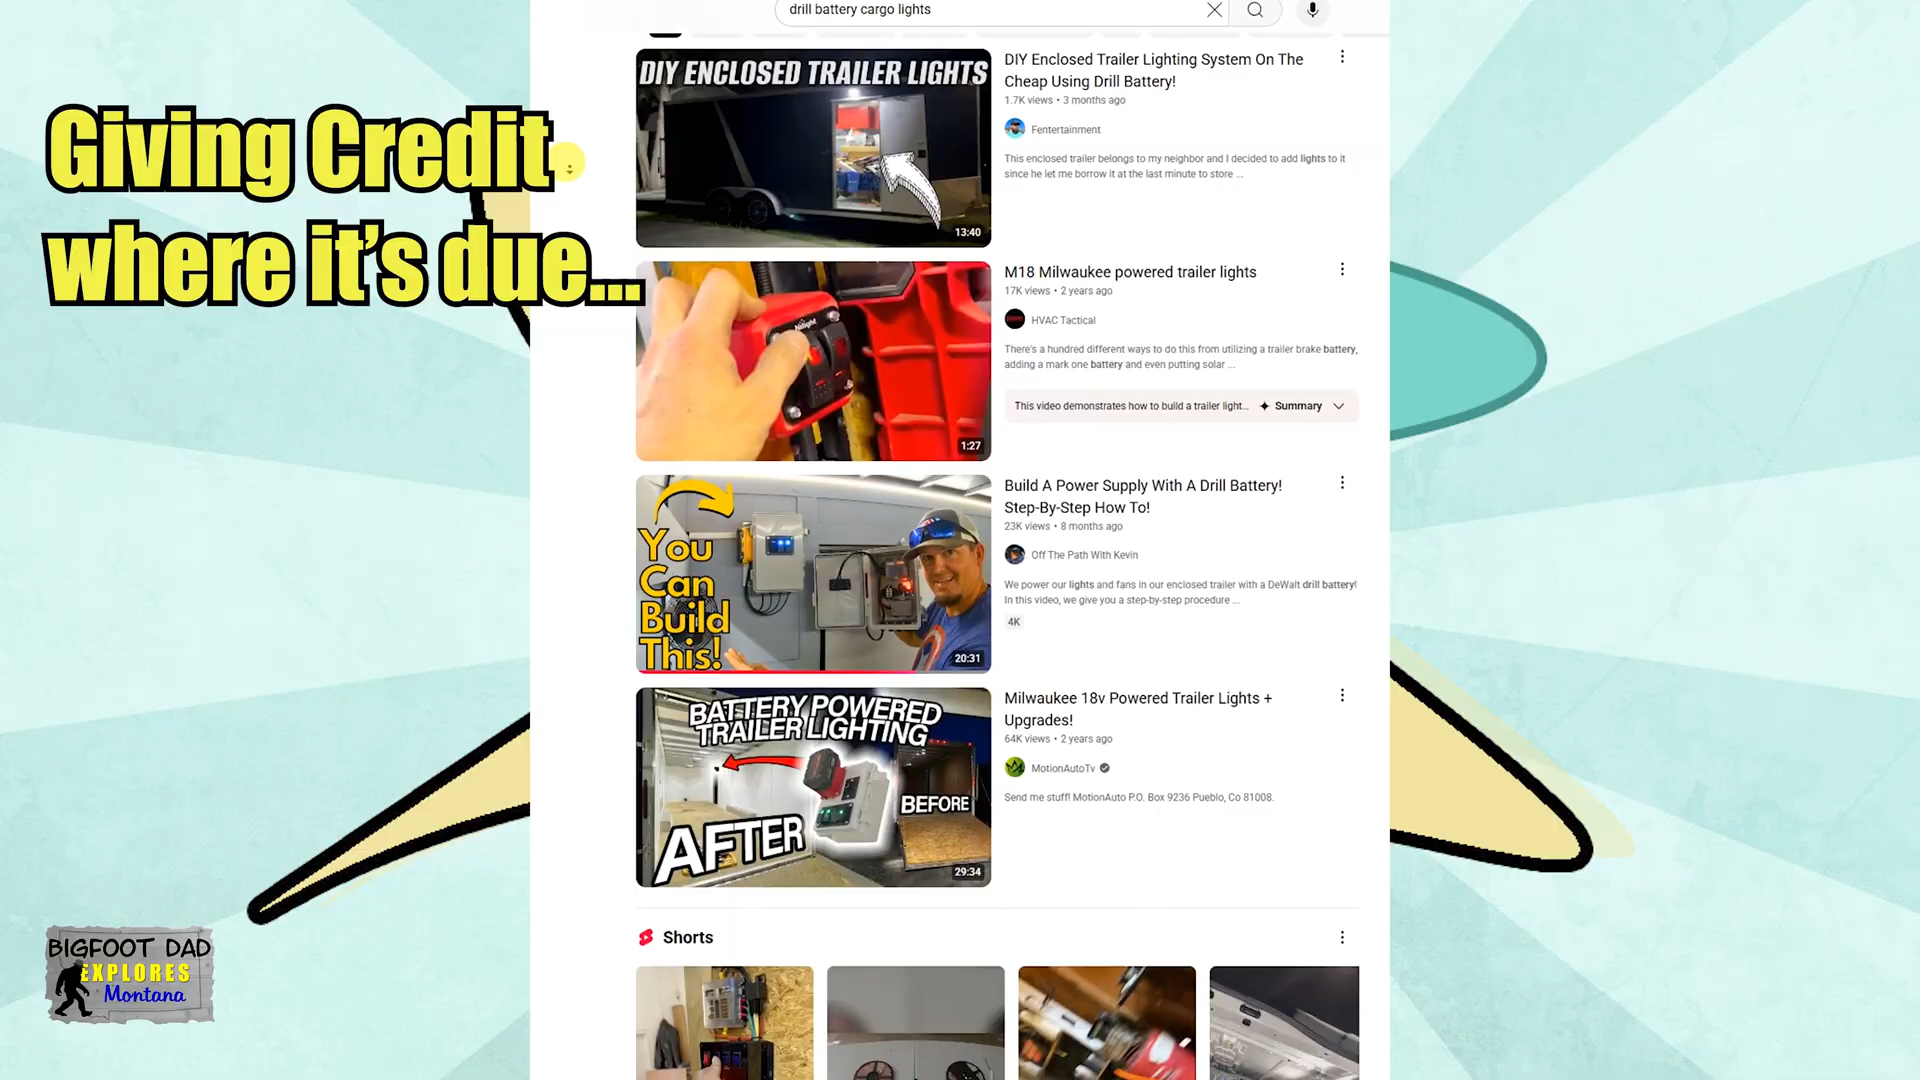 drill battery cargo lights
Giving Credit
where it's due...
DIY ENCLOSED TRAILER LIGHTS
13:40
DIY Enclosed Trailer Lighting System On The
Cheap Using Drill Battery!
1.7K views • 3 months ago
Fentertainment
This enclosed trailer belongs to my neighbor and I decided to add lights to it
since he let me borrow it at the last minute to store ...
Nilight
1:27
M18 Milwaukee powered trailer lights
17K views • 2 years ago
HVAC Tactical
There's a hundred different ways to do this from utilizing a trailer brake battery,
adding a mark one battery and even putting solar ...
This video demonstrates how to build a trailer light...
Summary
You
Can
Build
This!
20:31
Build A Power Supply With A Drill Battery!
Step-By-Step How To!
23K views • 8 months ago
Off The Path With Kevin
We power our lights and fans in our enclosed trailer with a DeWalt drill battery!
In this video, we give you a step-by-step procedure ...
4K
BATTERY POWERED
TRAILER LIGHTING
BEFORE
AFTER
29:34
Milwaukee 18v Powered Trailer Lights +
Upgrades!
64K views • 2 years ago
MotionAutoTv
Send me stuff! MotionAuto P.O. Box 9236 Pueblo, Co 81008.
Shorts
BIGFOOT DAD
EXPLORES
Montana